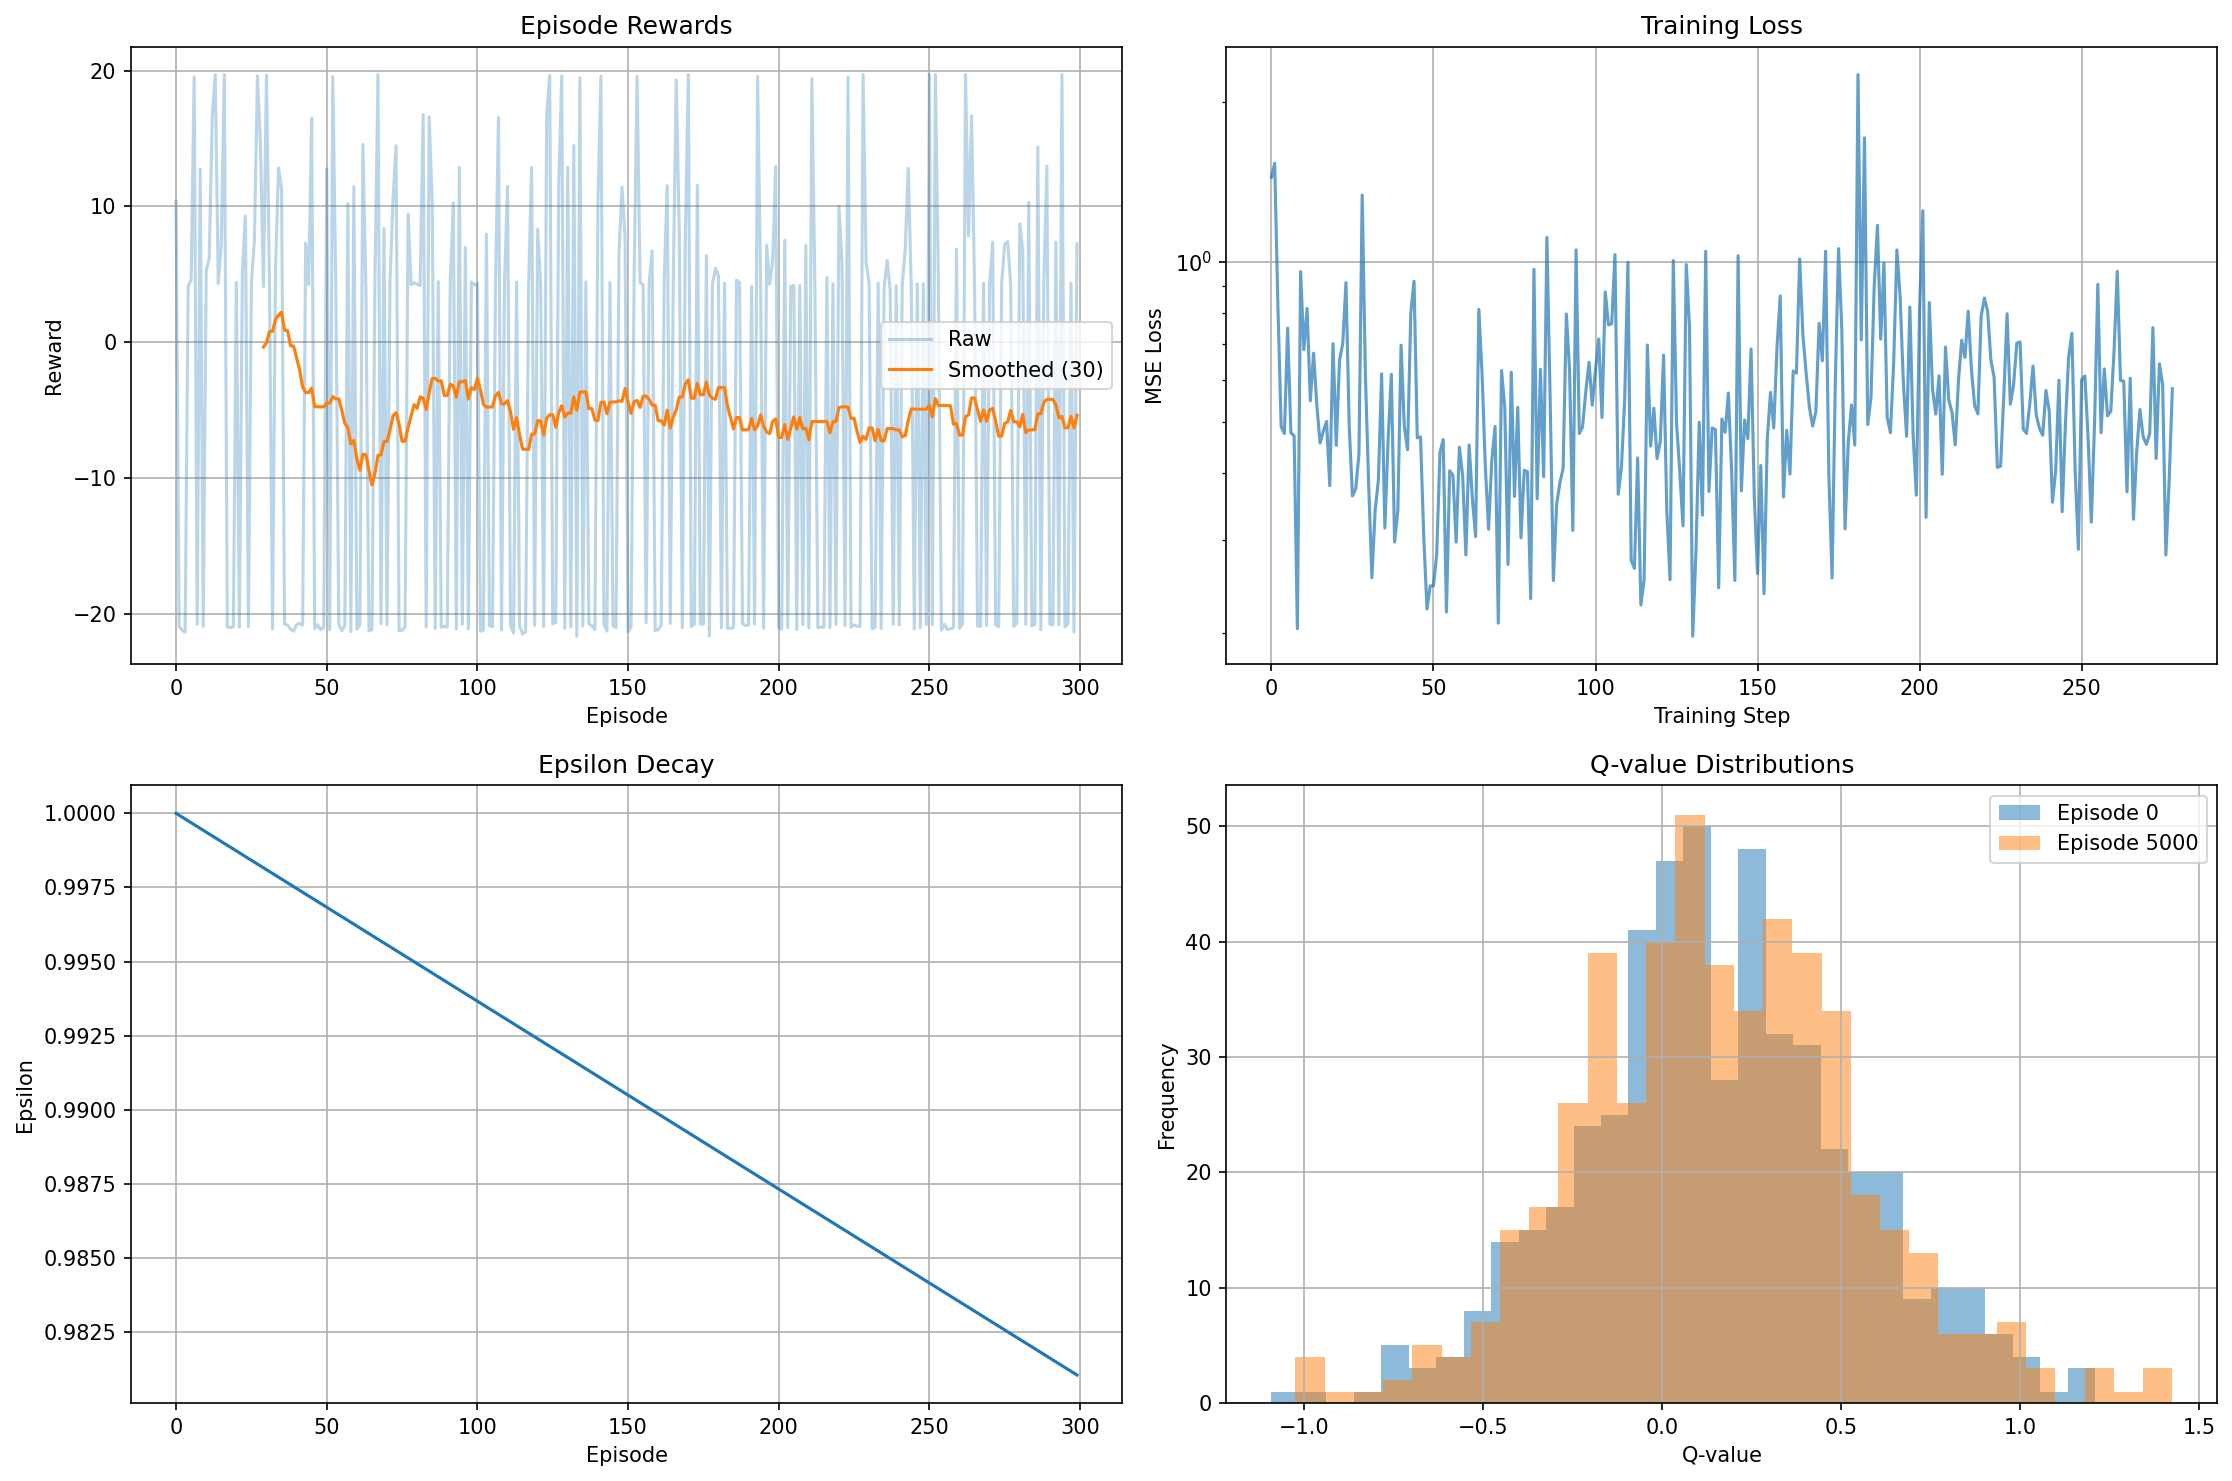 Episode Rewards
20
10
0
−10
−20
Reward
Raw
Smoothed (30)
0 50 100 150 200 250 300
Episode
Training Loss
10⁰
MSE Loss
0 50 100 150 200 250
Training Step
Epsilon Decay
1.0000
0.9975
0.9950
0.9925
0.9900
0.9875
0.9850
0.9825
Epsilon
0 50 100 150 200 250 300
Episode
Q-value Distributions
Episode 0
Episode 5000
50
40
30
20
10
0
Frequency
−1.0 −0.5 0.0 0.5 1.0 1.5
Q-value